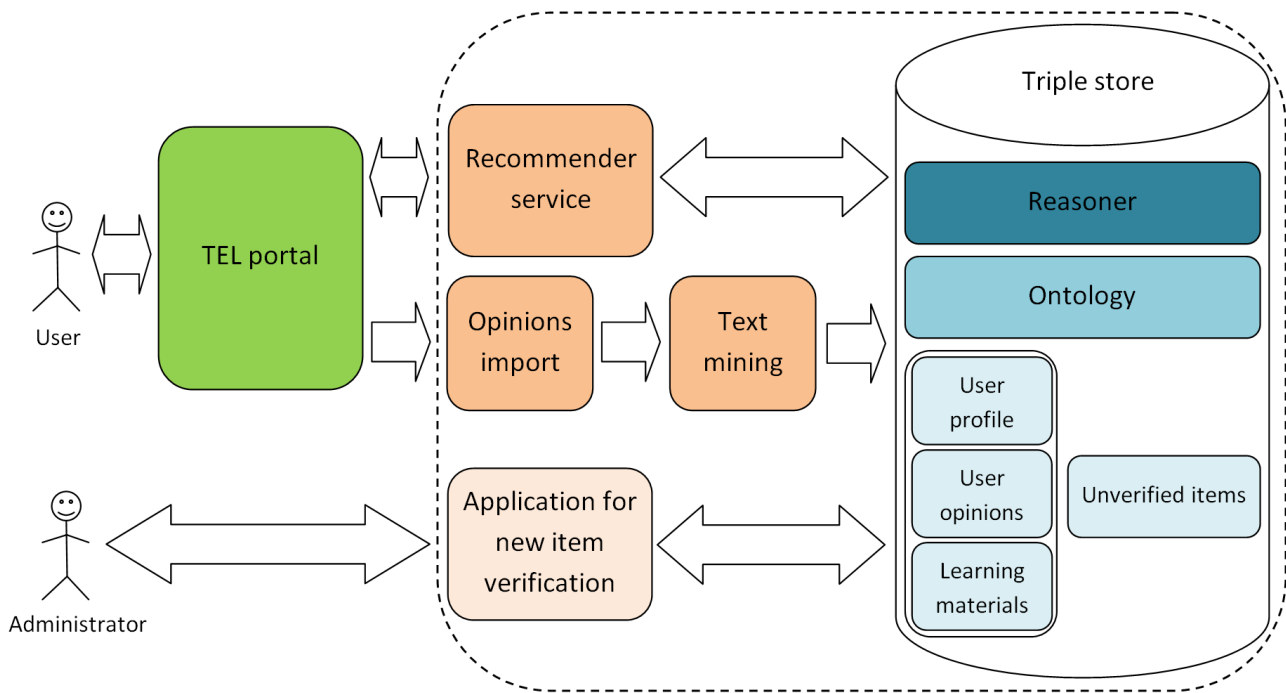 Triple store
Recommender
service
Reasoner
TEL portal
Ontology
User
Opinions
import
Text
mining
User
profile
User
opinions
Unverified items
Learning
materials
Application for
new item
verification
Administrator